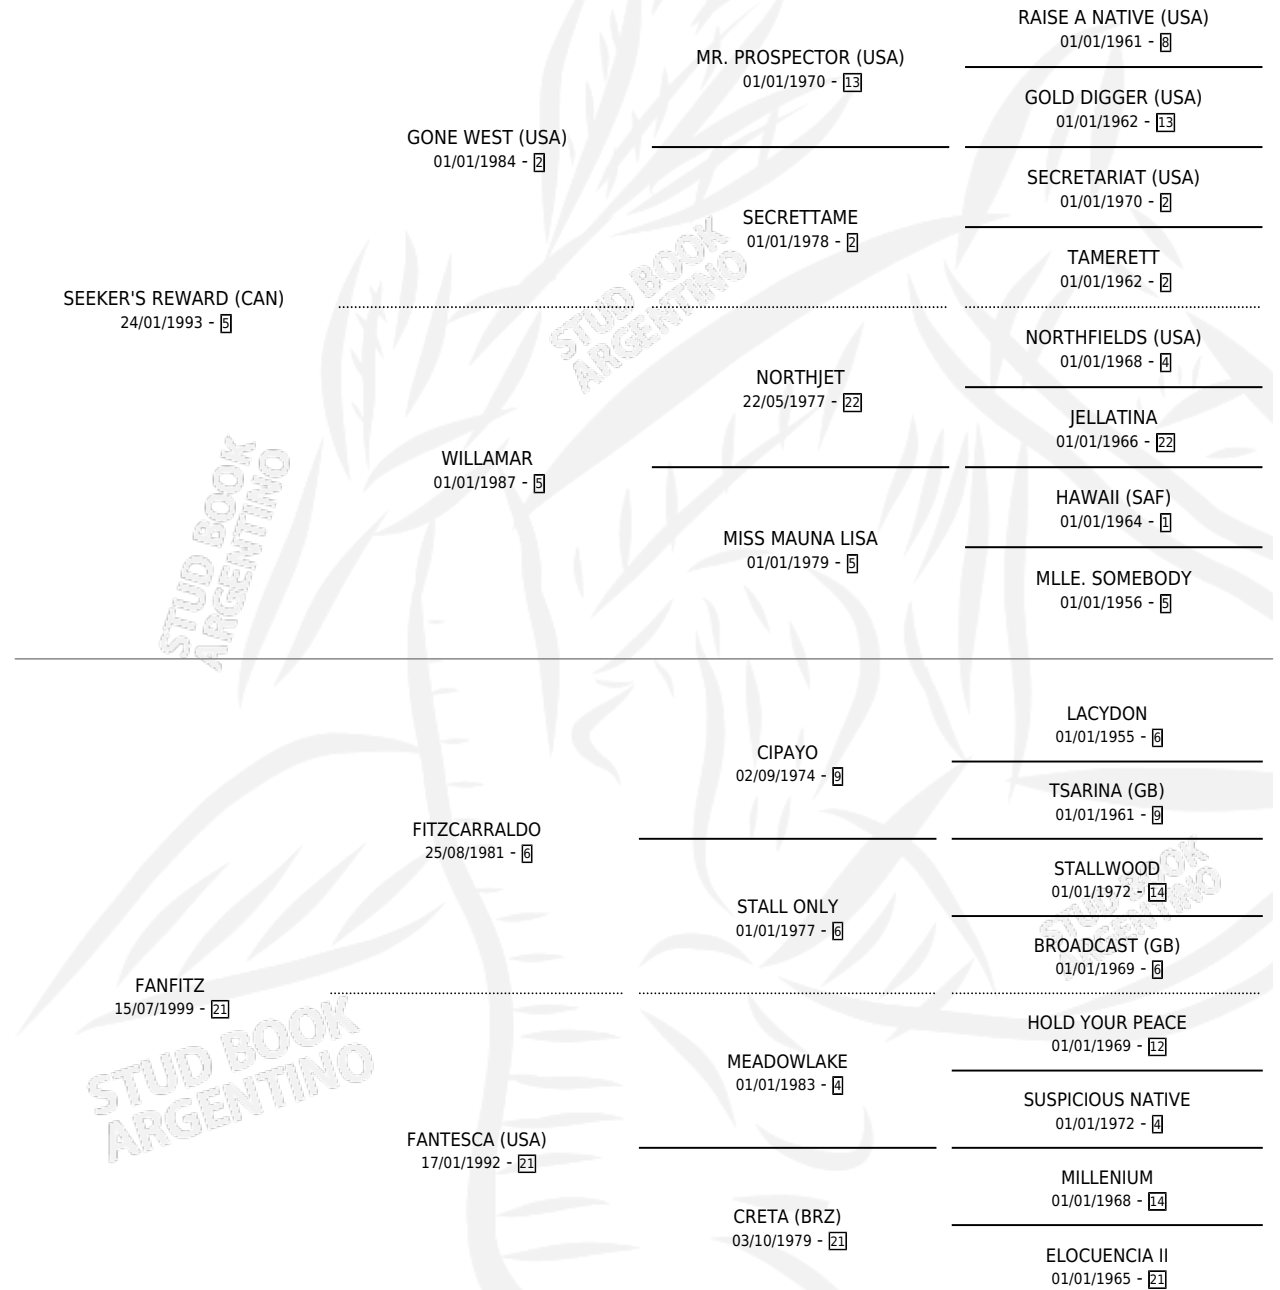 RAISE A NATIVE (USA)
01/01/1961 - 8
MR. PROSPECTOR (USA)
01/01/1970 - 13
GOLD DIGGER (USA)
01/01/1962 - 13
GONE WEST (USA)
01/01/1984 - 2
SECRETARIAT (USA)
01/01/1970 - 2
SECRETTAME
01/01/1978 - 2
TAMERETT
01/01/1962 - 2
SEEKER'S REWARD (CAN)
24/01/1993 - 5
NORTHFIELDS (USA)
01/01/1968 - 4
NORTHJET
22/05/1977 - 22
JELLATINA
01/01/1966 - 22
WILLAMAR
01/01/1987 - 5
HAWAII (SAF)
01/01/1964 - 1
MISS MAUNA LISA
01/01/1979 - 5
MLLE. SOMEBODY
01/01/1956 - 5
LACYDON
01/01/1955 - 6
CIPAYO
02/09/1974 - 9
TSARINA (GB)
01/01/1961 - 9
FITZCARRALDO
25/08/1981 - 6
STALLWOOD
01/01/1972 - 14
STALL ONLY
01/01/1977 - 6
BROADCAST (GB)
01/01/1969 - 6
FANFITZ
15/07/1999 - 21
HOLD YOUR PEACE
01/01/1969 - 12
MEADOWLAKE
01/01/1983 - 4
SUSPICIOUS NATIVE
01/01/1972 - 4
FANTESCA (USA)
17/01/1992 - 21
MILLENIUM
01/01/1968 - 14
CRETA (BRZ)
03/10/1979 - 21
ELOCUENCIA II
01/01/1965 - 21
STUD BOOK
ARGENTINO
STUD BOOK
ARGENTINO
STUD BOOK
ARGENTINO
STUD BOOK
ARGENTINO